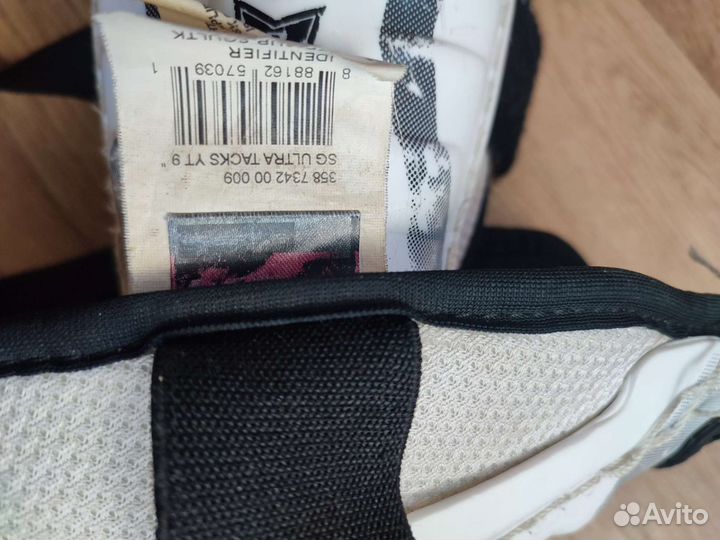 358 7342 00 009
SG ULTRA TACKS YT 9 "
8 88162 57039 1
IDENTIFIER
Avito